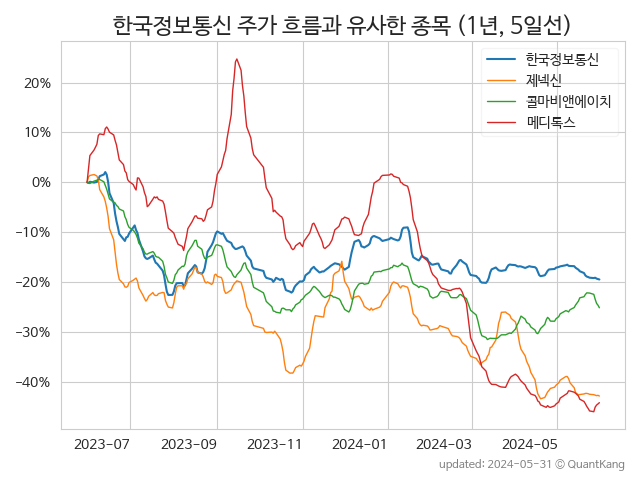 한국정보통신 주가 흐름과 유사한 종목 (1년, 5일선)
한국정보통신
제넥신
콜마비앤에이치
메디톡스
20%
10%
0%
−10%
−20%
−30%
−40%
2023-07
2023-09
2023-11
2024-01
2024-03
2024-05
updated: 2024-05-31 © QuantKang